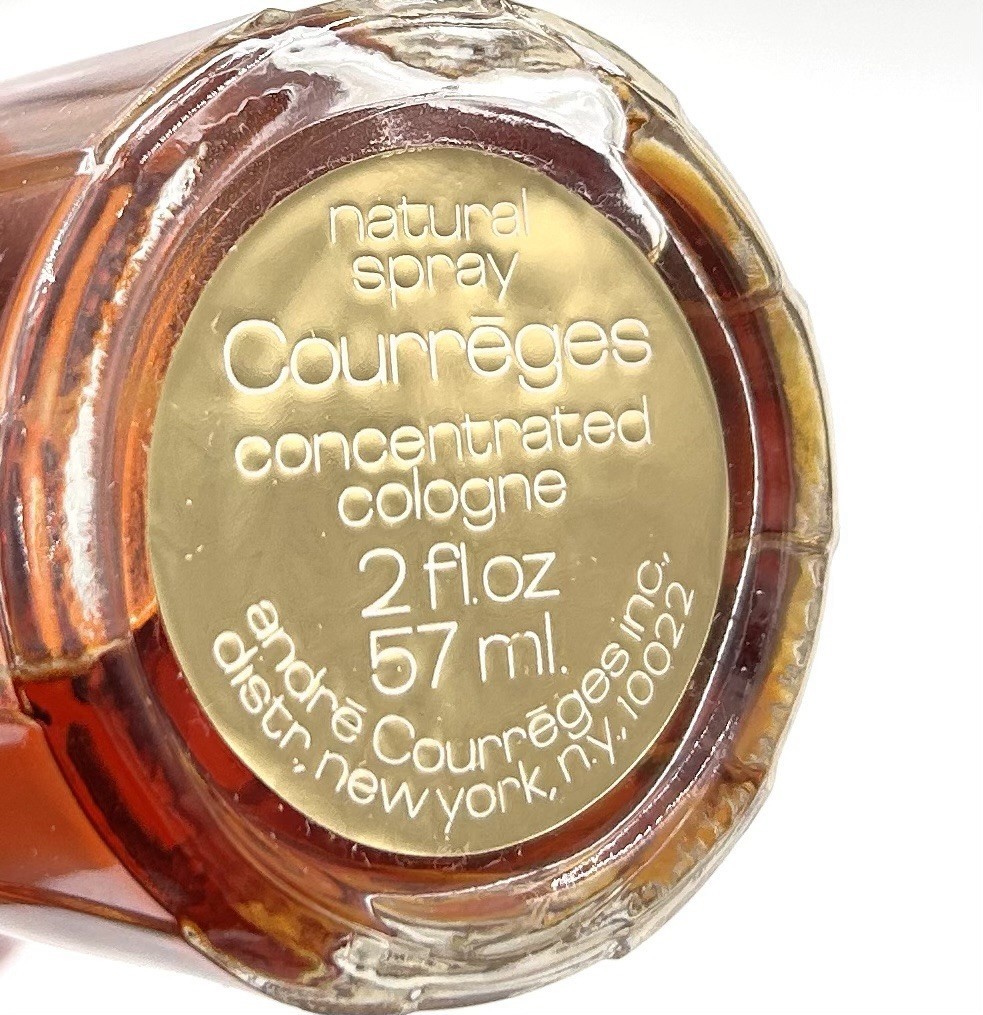 natural
spray
Courrēges
concentrated
cologne
2 fl.oz
57 ml.
andrē Courrēges inc.,
distr., new york, n.y., 10022